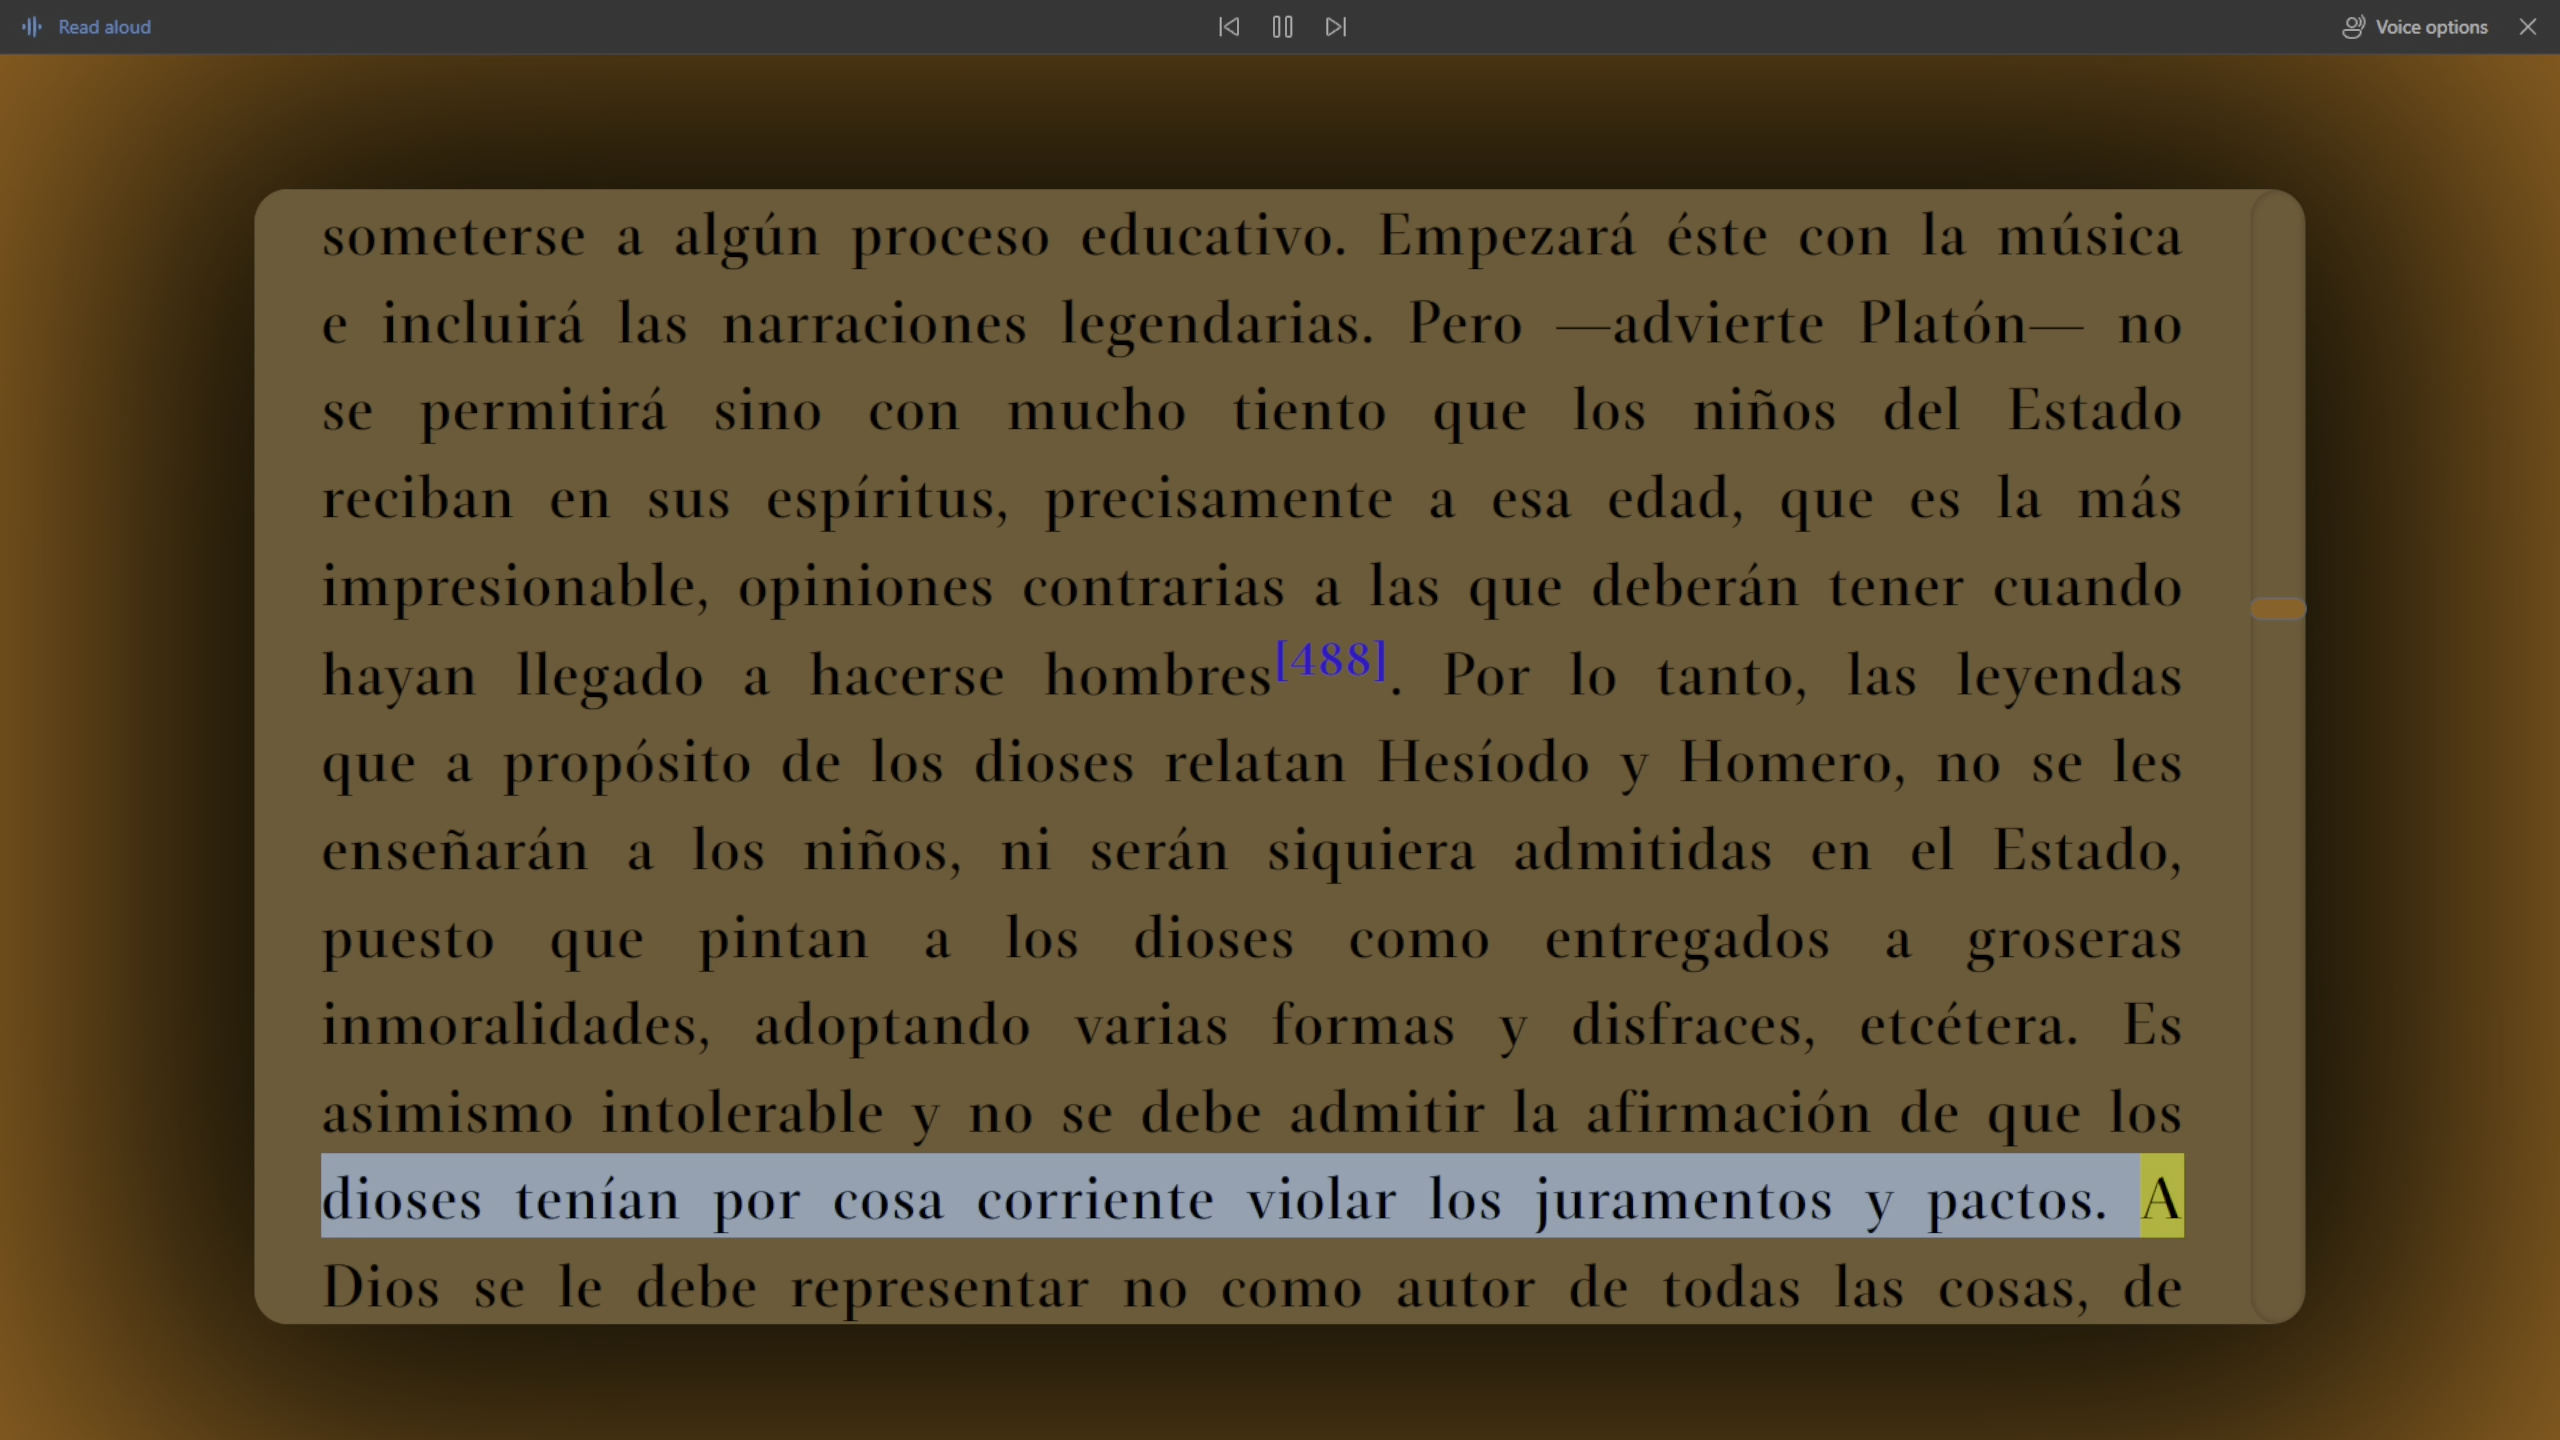 Read aloud
Voice options
someterse a algún proceso educativo. Empezará éste con la música
e incluirá las narraciones legendarias. Pero —advierte Platón— no
se permitirá sino con mucho tiento que los niños del Estado
reciban en sus espíritus, precisamente a esa edad, que es la más
impresionable, opiniones contrarias a las que deberán tener cuando
hayan llegado a hacerse hombres[488]. Por lo tanto, las leyendas
que a propósito de los dioses relatan Hesíodo y Homero, no se les
enseñarán a los niños, ni serán siquiera admitidas en el Estado,
puesto que pintan a los dioses como entregados a groseras
inmoralidades, adoptando varias formas y disfraces, etcétera. Es
asimismo intolerable y no se debe admitir la afirmación de que los
dioses tenían por cosa corriente violar los juramentos y pactos. A
Dios se le debe representar no como autor de todas las cosas, de